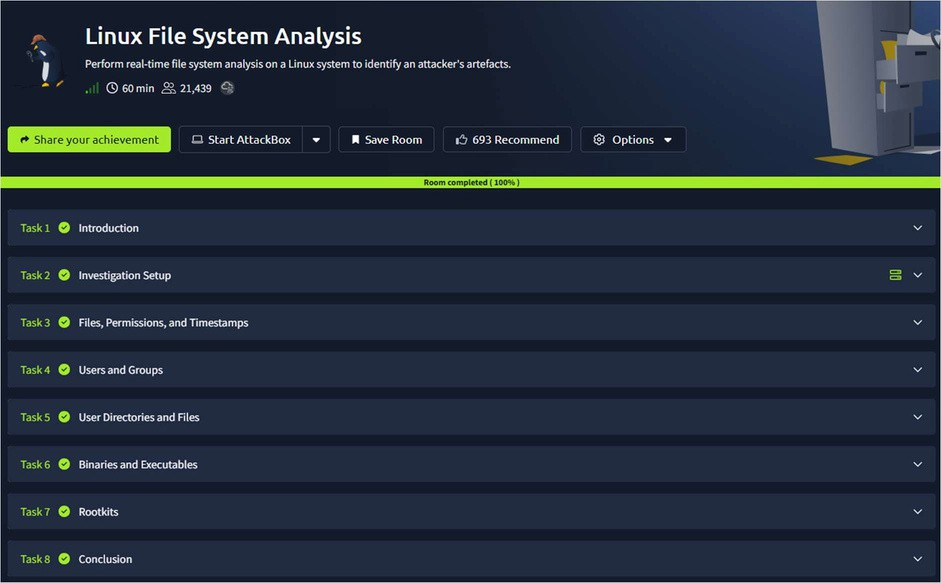 Linux File System Analysis
Perform real-time file system analysis on a Linux system to identify an attacker's artefacts.
60 min 21,439
Share your achievement Start AttackBox Save Room 693 Recommend Options
Room completed ( 100% )
Task 1 Introduction
Task 2 Investigation Setup
Task 3 Files, Permissions, and Timestamps
Task 4 Users and Groups
Task 5 User Directories and Files
Task 6 Binaries and Executables
Task 7 Rootkits
Task 8 Conclusion